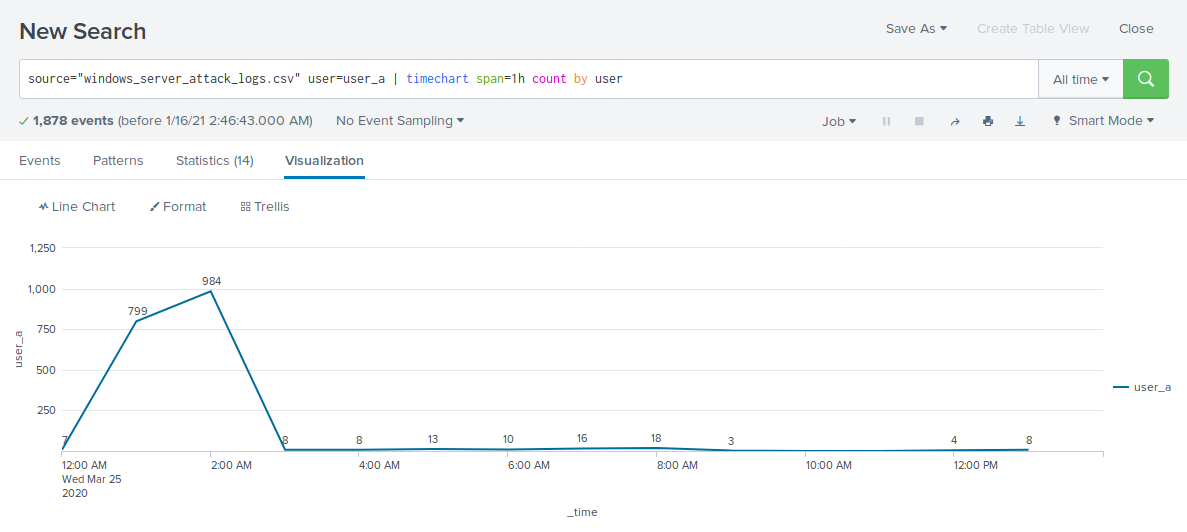 New Search
Save As Create Table View Close
source="windows_server_attack_logs.csv" user=user_a | timechart span=1h count by user
All time
1,878 events (before 1/16/21 2:46:43.000 AM) No Event Sampling
Job Smart Mode
Events Patterns Statistics (14) Visualization
Line Chart Format Trellis
1,250
1,000
750
500
250
user_a
7 799 984 8 8 13 10 16 18 3 4 8
user_a
12:00 AM 2:00 AM 4:00 AM 6:00 AM 8:00 AM 10:00 AM 12:00 PM
Wed Mar 25
2020
_time